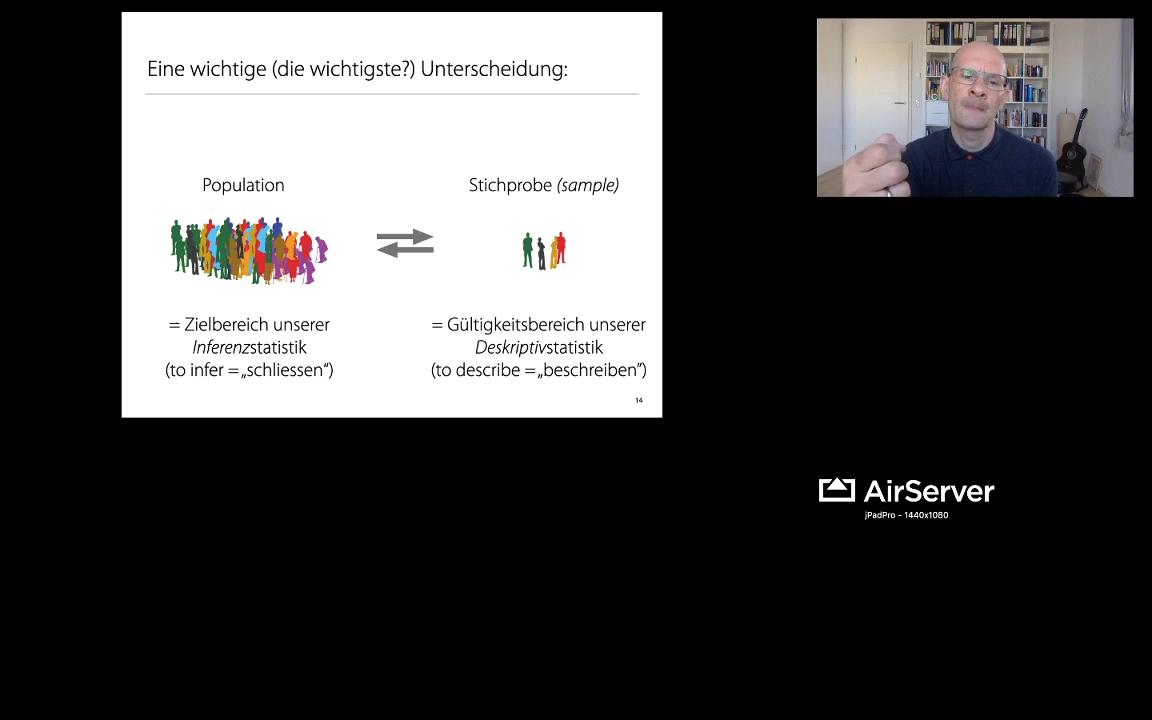 Eine wichtige (die wichtigste?) Unterscheidung:
Population
Stichprobe (sample)
= Zielbereich unserer
Inferenzstatistik
(to infer =„schliessen“)
= Gültigkeitsbereich unserer
Deskriptivstatistik
(to describe =„beschreiben”)
14
AirServer
jPadPro - 1440x1080